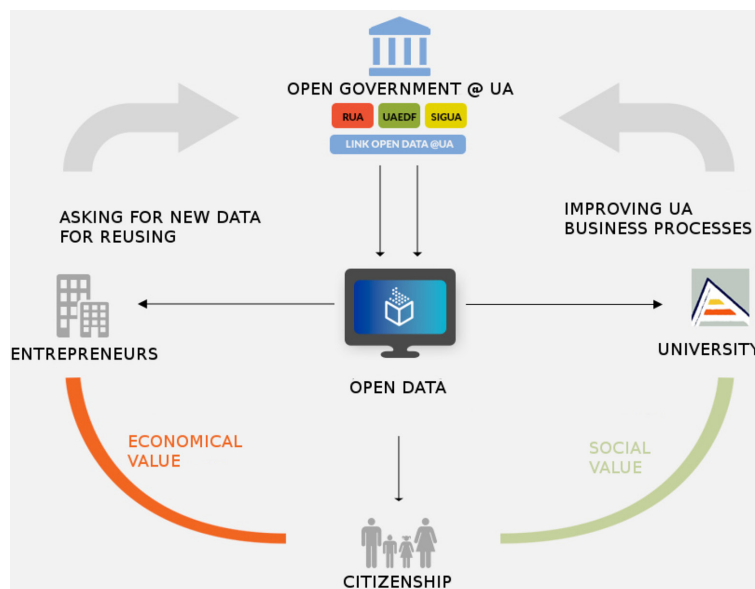 OPEN GOVERNMENT @ UA
RUA UAEDF SIGUA
LINK OPEN DATA @UA
ASKING FOR NEW DATA
FOR REUSING
IMPROVING UA
BUSINESS PROCESSES
ENTREPRENEURS
UNIVERSITY
OPEN DATA
ECONOMICAL
VALUE
SOCIAL
VALUE
CITIZENSHIP